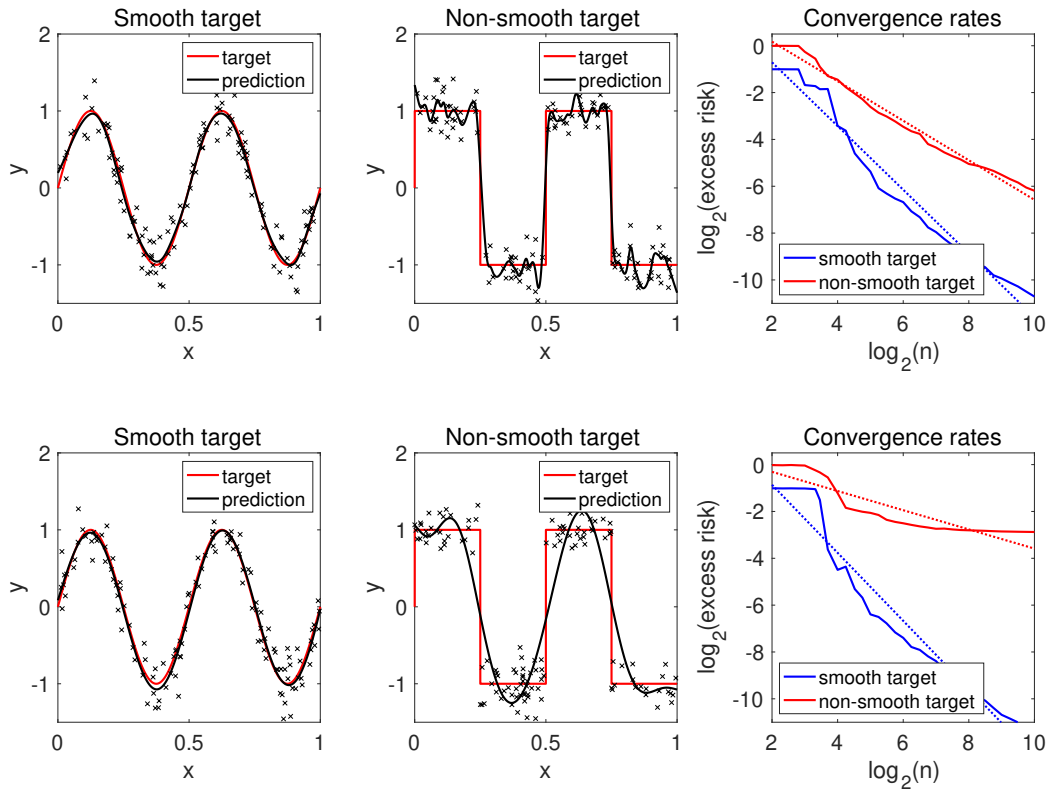 Smooth target
Non-smooth target
Convergence rates
2
1
0
-1
y
target
prediction
0
0.5
1
x
2
1
0
-1
y
target
prediction
0
0.5
1
x
0
-2
-4
-6
-8
-10
log2(excess risk)
smooth target
non-smooth target
2
4
6
8
10
log2(n)
Smooth target
Non-smooth target
Convergence rates
2
1
0
-1
y
target
prediction
0
0.5
1
x
2
1
0
-1
y
target
prediction
0
0.5
1
x
0
-2
-4
-6
-8
-10
log2(excess risk)
smooth target
non-smooth target
2
4
6
8
10
log2(n)